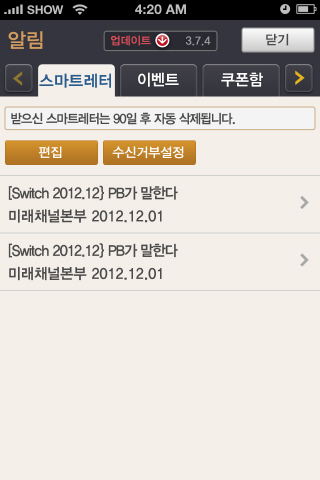 SHOW 4:20 AM
알림 업데이트 3,7,4 닫기
스마트레터 이벤트 쿠폰함
받으신 스마트레터는 90일 후 자동 삭제됩니다.
편집 수신거부설정
[Switch 2012.12} PB가 말한다
미래채널본부 2012.12.01
[Switch 2012.12} PB가 말한다
미래채널본부 2012.12.01